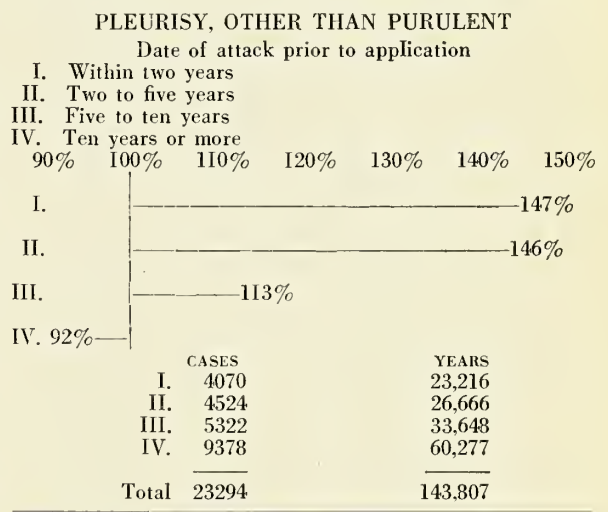 PLEURISY, OTHER THAN PURULENT
Date of attack prior to application
I. Within two years
II. Two to five years
III. Five to ten years
IV. Ten years or more
90% 100% 110% 120% 130% 140% 150%
I. 147%
II. 146%
III. 113%
IV. 92%
CASES YEARS
I. 4070 23,216
II. 4524 26,666
III. 5322 33,648
IV. 9378 60,277
Total 23294 143,807